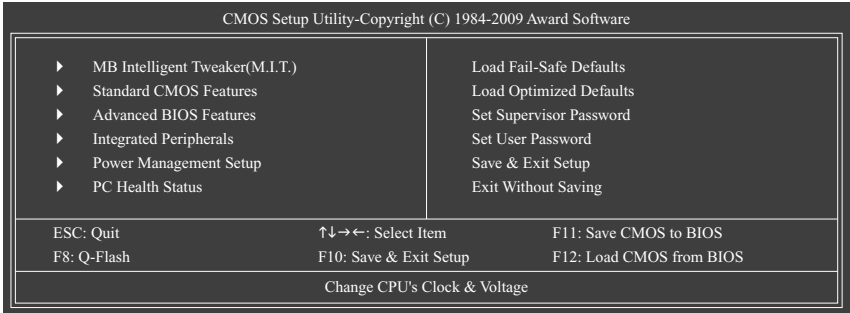 CMOS Setup Utility-Copyright (C) 1984-2009 Award Software
MB Intelligent Tweaker(M.I.T.)
Standard CMOS Features
Advanced BIOS Features
Integrated Peripherals
Power Management Setup
PC Health Status
Load Fail-Safe Defaults
Load Optimized Defaults
Set Supervisor Password
Set User Password
Save & Exit Setup
Exit Without Saving
ESC: Quit ↑↓→←: Select Item F11: Save CMOS to BIOS
F8: Q-Flash F10: Save & Exit Setup F12: Load CMOS from BIOS
Change CPU's Clock & Voltage